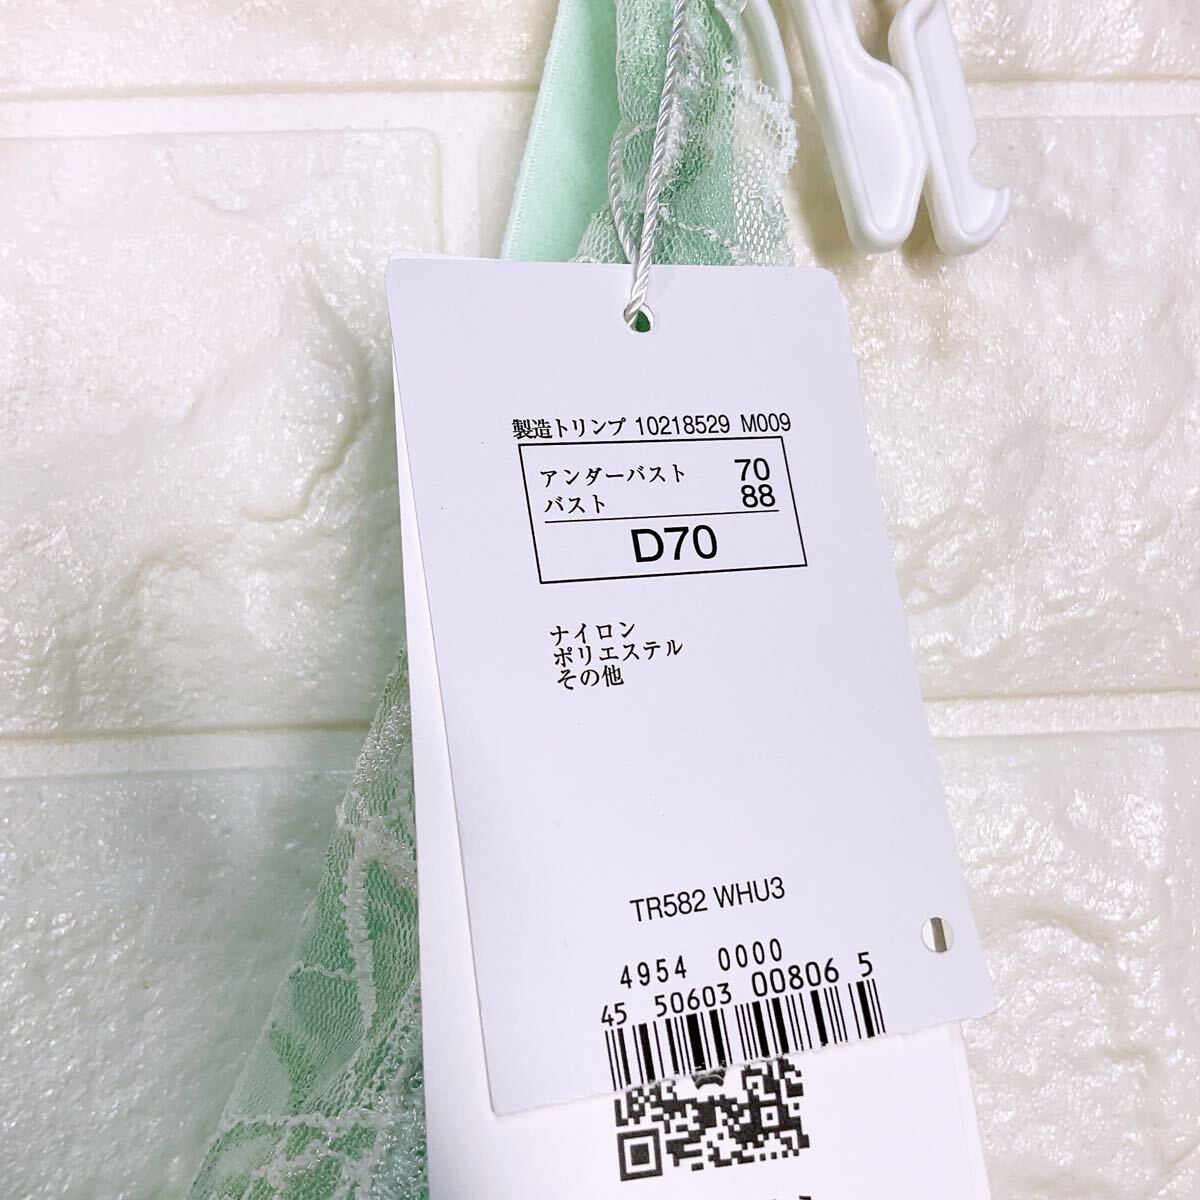 製造トリンプ 10218529 M009
アンダーバスト 70
バスト 88
D70
ナイロン
ポリエステル
その他
TR582 WHU3
4954 0000
45 50603 00806 5